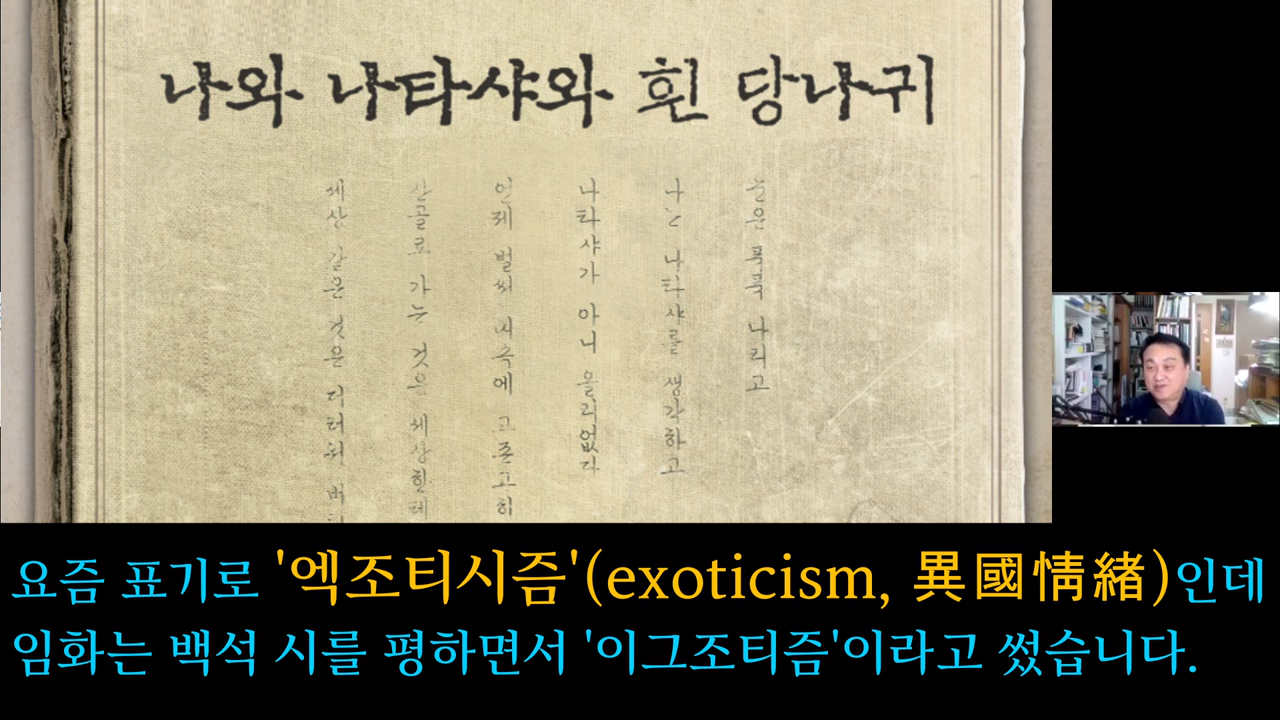 나와 나타샤와 흰 당나귀
눈은 푹푹 나리고
나는 나타샤를 생각하고
나타샤가 아니 올리없다
언제 벌써 내속에 고존고히
산골로 가는 것은 세상한테
세상 같은 것은 더러워 버
요즘 표기로 '엑조티시즘'(exoticism, 異國情緖)인데
임화는 백석 시를 평하면서 '이그조티즘'이라고 썼습니다.